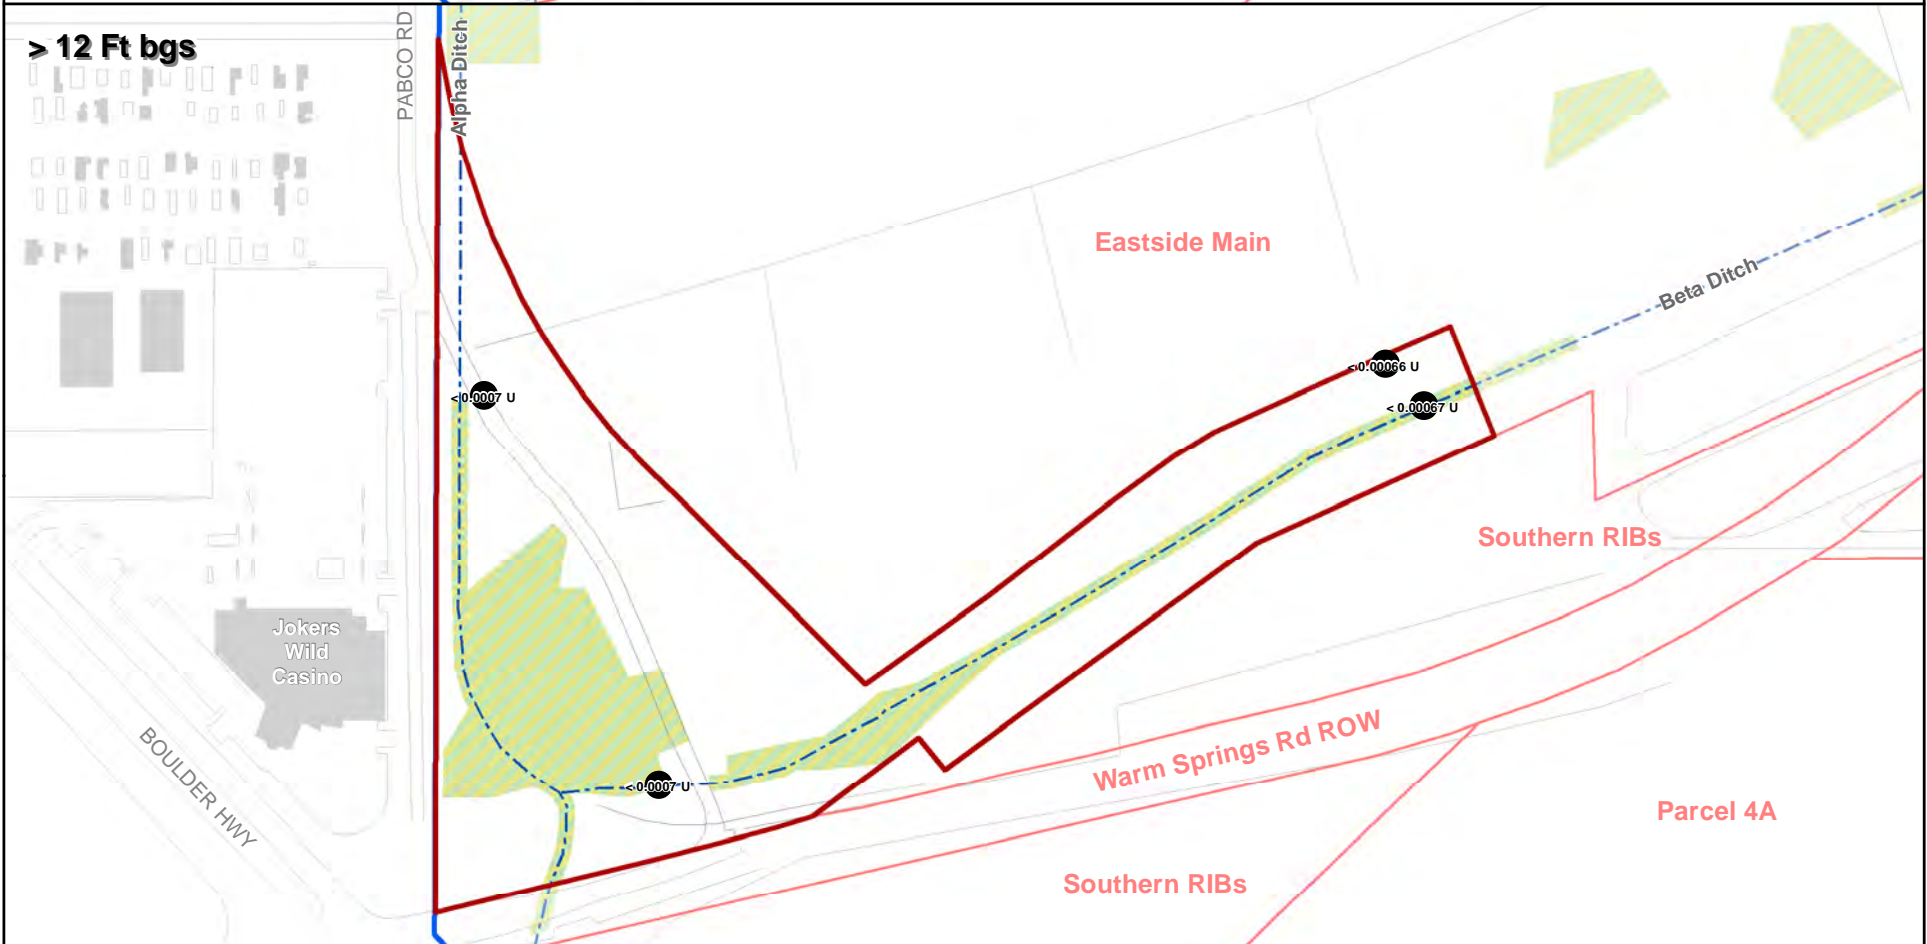 > 12 Ft bgs
PABCO RD
Alpha Ditch
Eastside Main
Beta Ditch
< 0.00066 U
< 0.0007 U
< 0.00067 U
Southern RIBs
Jokers
Wild
Casino
BOULDER HWY
Warm Springs Rd ROW
< 0.0007 U
Parcel 4A
Southern RIBs